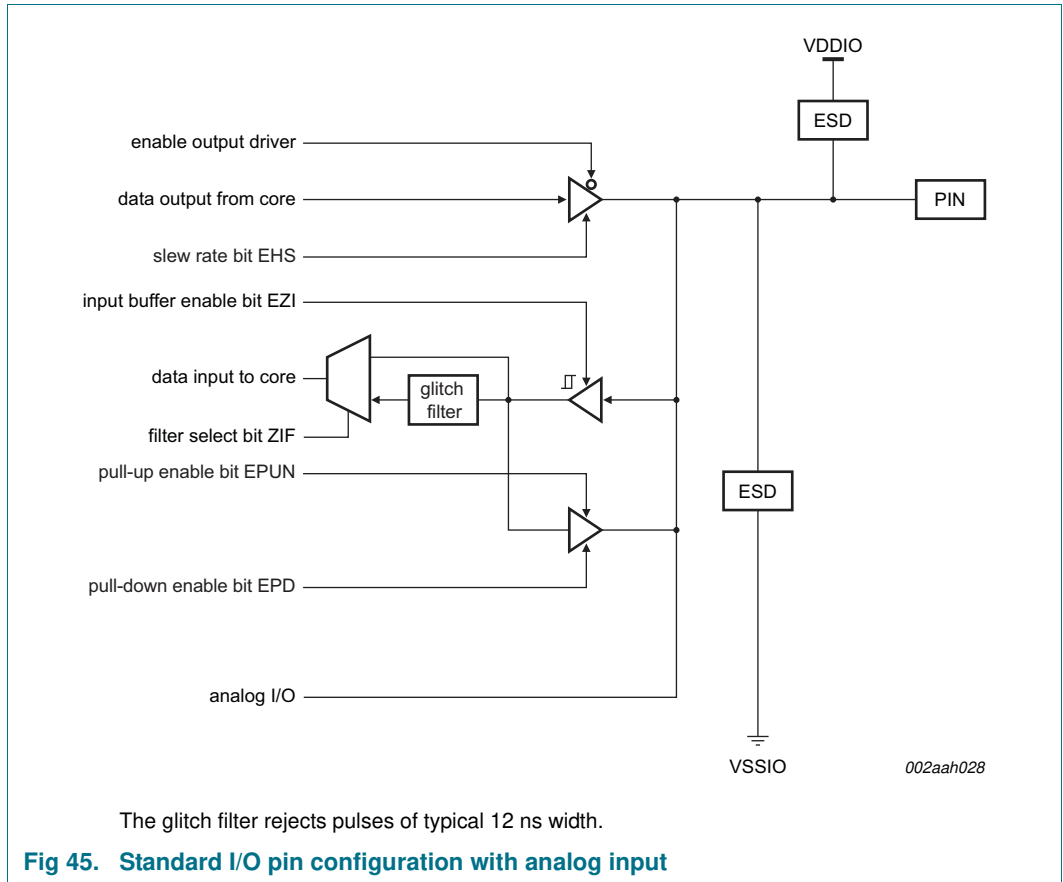 VDDIO
ESD
enable output driver
data output from core
PIN
slew rate bit EHS
input buffer enable bit EZI
data input to core
glitch
filter
filter select bit ZIF
pull-up enable bit EPUN
ESD
pull-down enable bit EPD
analog I/O
VSSIO
002aah028
The glitch filter rejects pulses of typical 12 ns width.
Fig 45. Standard I/O pin configuration with analog input